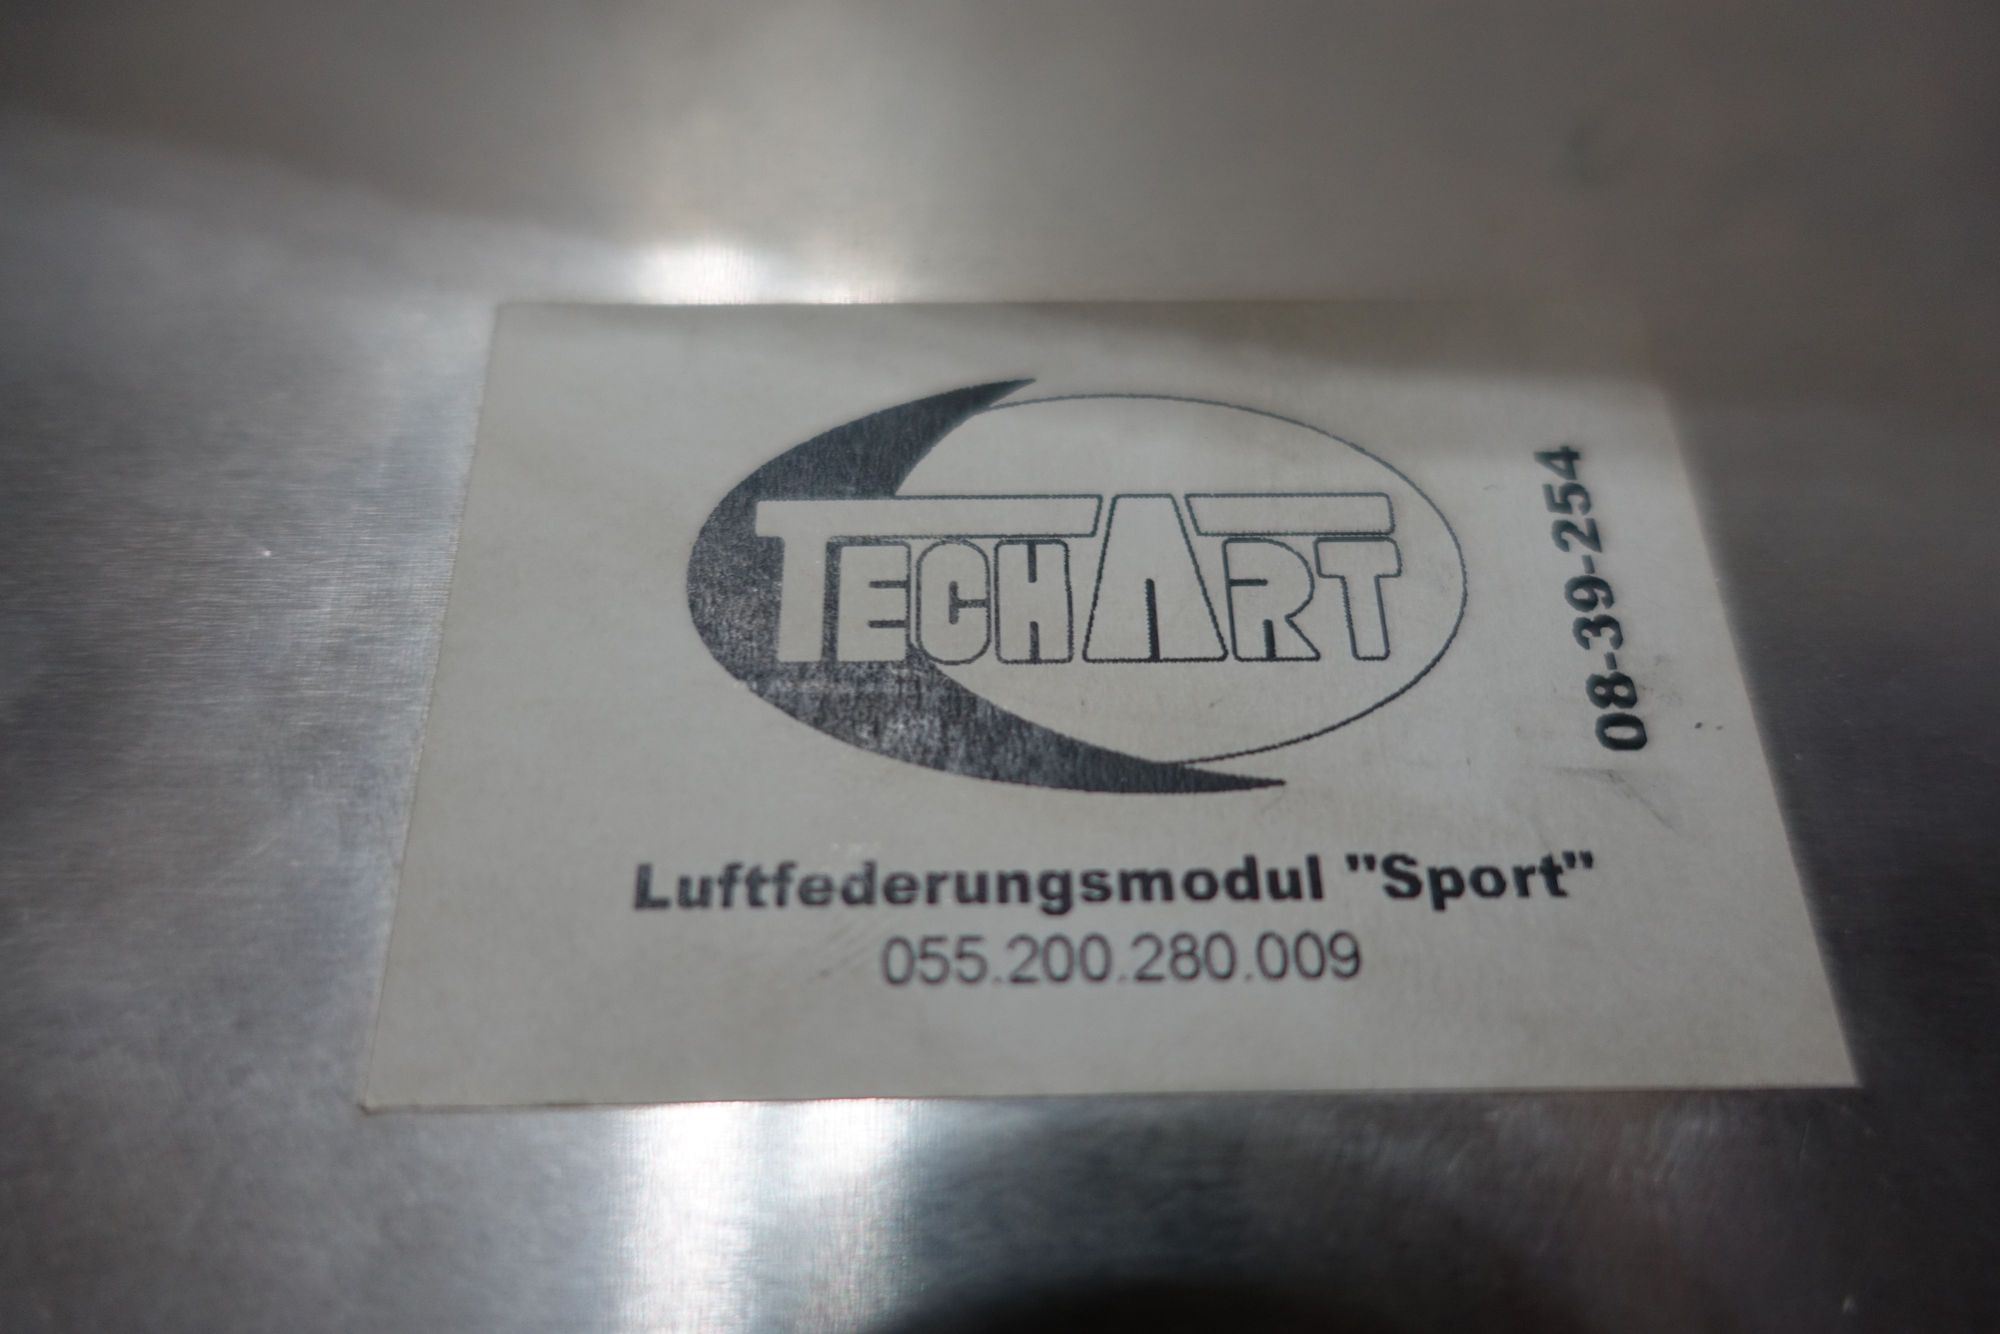 TECHART
08-39-254
Luftfederungsmodul "Sport"
055.200.280.009